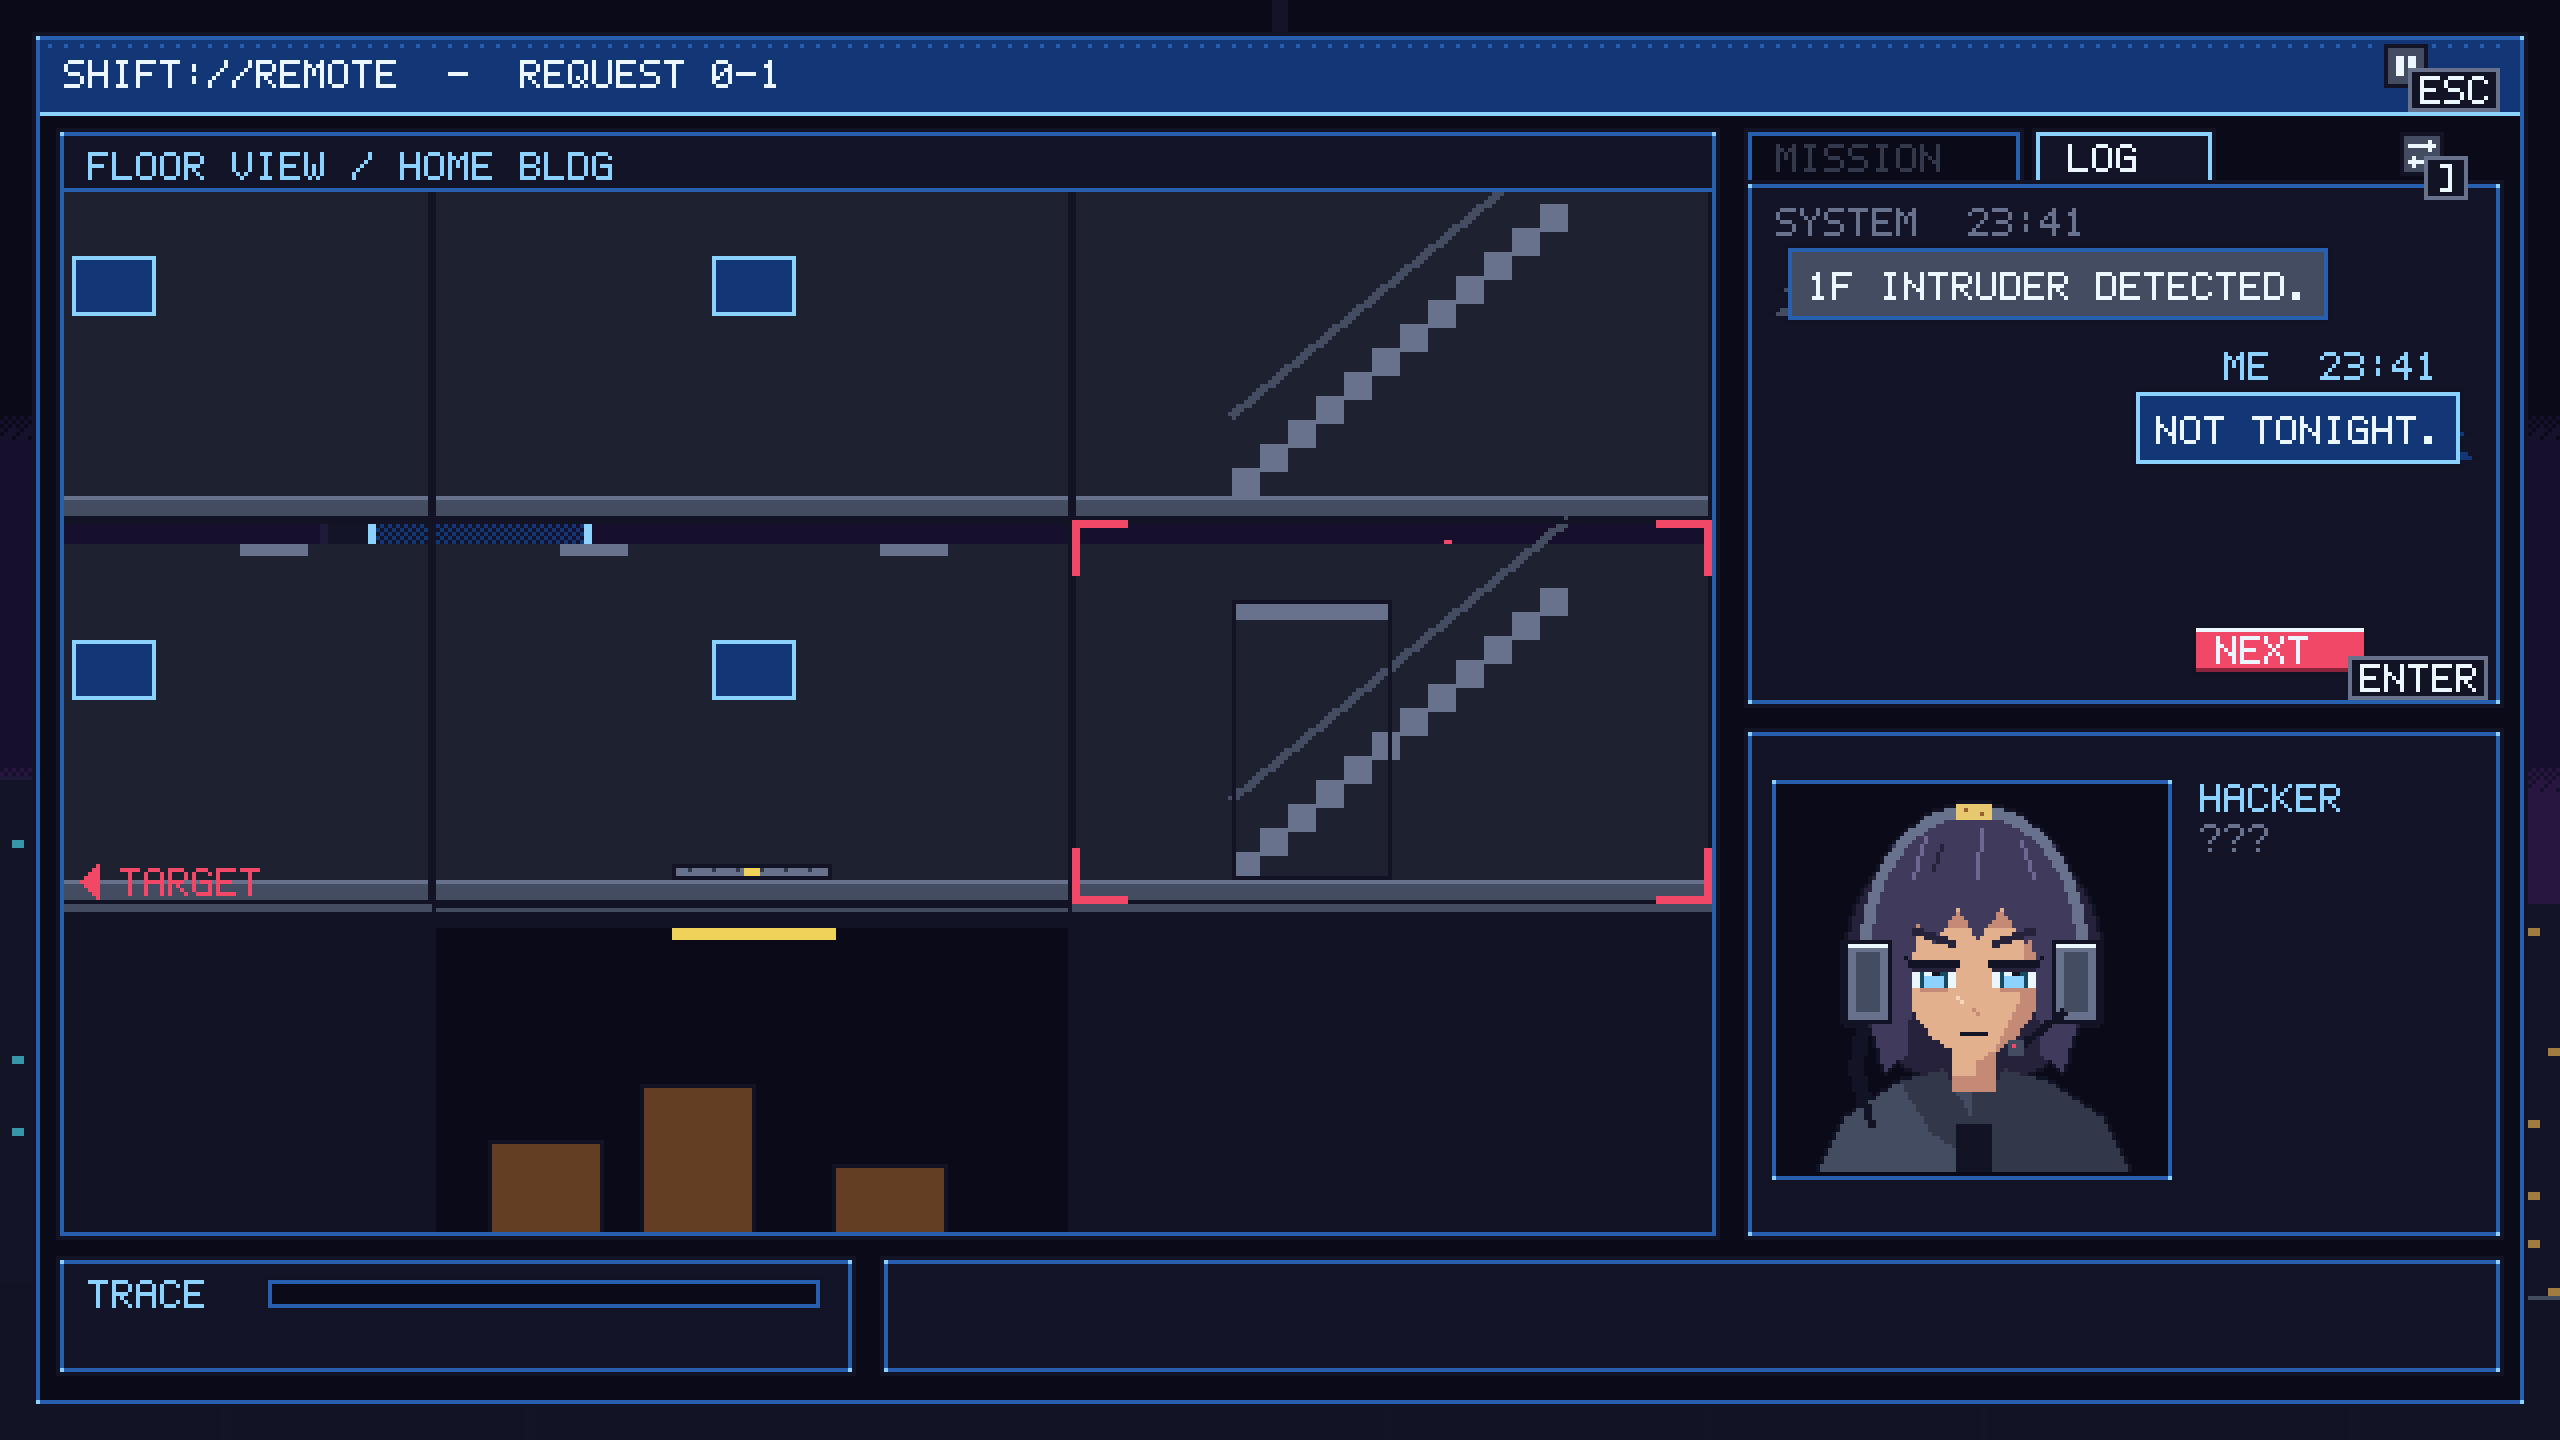 SHIFT://REMOTE - REQUEST 0-1
ESC
FLOOR VIEW / HOME BLDG
MISSION
LOG
]
SYSTEM 23:41
1F INTRUDER DETECTED.
ME 23:41
NOT TONIGHT.
NEXT
ENTER
TARGET
HACKER
???
TRACE